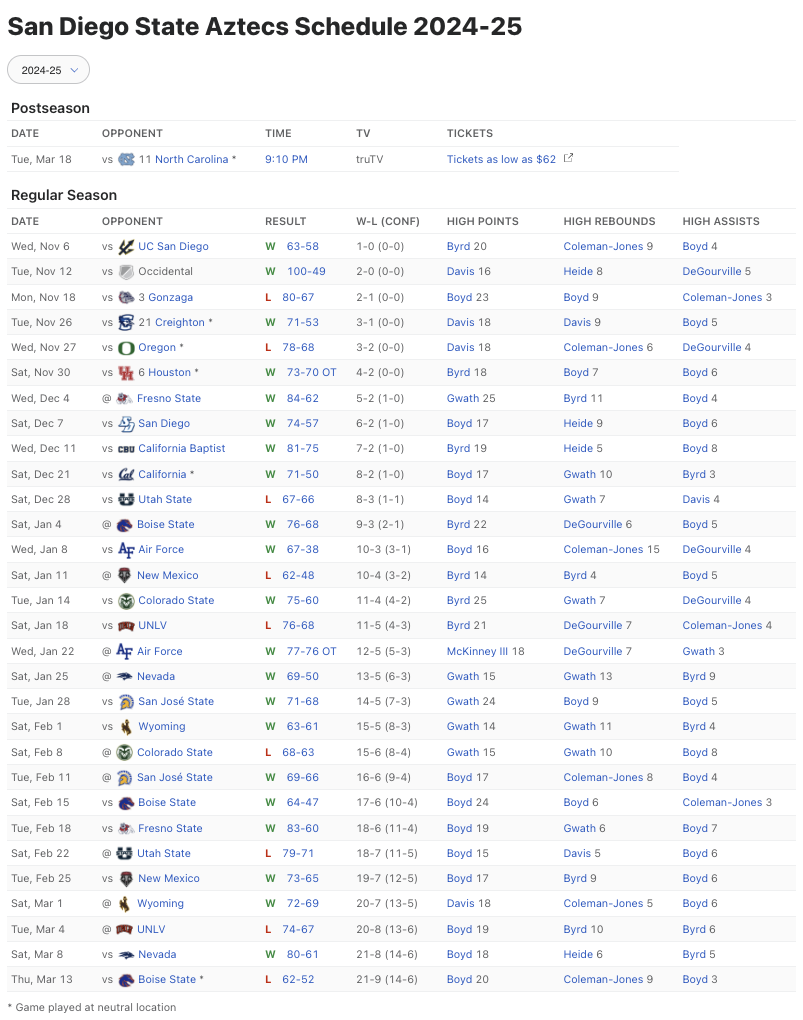 San Diego State Aztecs Schedule 2024-25
2024-25
Postseason
DATE OPPONENT TIME TV TICKETS
Tue, Mar 18 vs 11 North Carolina * 9:10 PM truTV Tickets as low as $62
Regular Season
DATE OPPONENT RESULT W-L (CONF) HIGH POINTS HIGH REBOUNDS HIGH ASSISTS
Wed, Nov 6 vs UC San Diego W 63-58 1-0 (0-0) Byrd 20 Coleman-Jones 9 Boyd 4
Tue, Nov 12 vs Occidental W 100-49 2-0 (0-0) Davis 16 Heide 8 DeGourville 5
Mon, Nov 18 vs 3 Gonzaga L 80-67 2-1 (0-0) Boyd 23 Boyd 9 Coleman-Jones 3
Tue, Nov 26 vs 21 Creighton * W 71-53 3-1 (0-0) Davis 18 Davis 9 Boyd 5
Wed, Nov 27 vs Oregon * L 78-68 3-2 (0-0) Davis 18 Coleman-Jones 6 DeGourville 4
Sat, Nov 30 vs 6 Houston * W 73-70 OT 4-2 (0-0) Byrd 18 Boyd 7 Boyd 6
Wed, Dec 4 @ Fresno State W 84-62 5-2 (1-0) Gwath 25 Byrd 11 Boyd 4
Sat, Dec 7 vs San Diego W 74-57 6-2 (1-0) Boyd 17 Heide 9 Boyd 6
Wed, Dec 11 vs CBU California Baptist W 81-75 7-2 (1-0) Byrd 19 Heide 5 Boyd 8
Sat, Dec 21 vs Cal California * W 71-50 8-2 (1-0) Boyd 17 Gwath 10 Byrd 3
Sat, Dec 28 vs Utah State L 67-66 8-3 (1-1) Boyd 14 Gwath 7 Davis 4
Sat, Jan 4 @ Boise State W 76-68 9-3 (2-1) Byrd 22 DeGourville 6 Boyd 5
Wed, Jan 8 vs AF Air Force W 67-38 10-3 (3-1) Boyd 16 Coleman-Jones 15 DeGourville 4
Sat, Jan 11 @ New Mexico L 62-48 10-4 (3-2) Byrd 14 Byrd 4 Boyd 5
Tue, Jan 14 vs Colorado State W 75-60 11-4 (4-2) Byrd 25 Gwath 7 DeGourville 4
Sat, Jan 18 vs UNLV L 76-68 11-5 (4-3) Byrd 21 DeGourville 7 Coleman-Jones 4
Wed, Jan 22 @ AF Air Force W 77-76 OT 12-5 (5-3) McKinney III 18 DeGourville 7 Gwath 3
Sat, Jan 25 @ Nevada W 69-50 13-5 (6-3) Gwath 15 Gwath 13 Byrd 9
Tue, Jan 28 vs San José State W 71-68 14-5 (7-3) Gwath 24 Boyd 9 Boyd 5
Sat, Feb 1 vs Wyoming W 63-61 15-5 (8-3) Gwath 14 Gwath 11 Byrd 4
Sat, Feb 8 @ Colorado State L 68-63 15-6 (8-4) Gwath 15 Gwath 10 Boyd 8
Tue, Feb 11 @ San José State W 69-66 16-6 (9-4) Boyd 17 Coleman-Jones 8 Boyd 4
Sat, Feb 15 vs Boise State W 64-47 17-6 (10-4) Boyd 24 Boyd 6 Coleman-Jones 3
Tue, Feb 18 vs Fresno State W 83-60 18-6 (11-4) Boyd 19 Gwath 6 Boyd 7
Sat, Feb 22 @ Utah State L 79-71 18-7 (11-5) Boyd 15 Davis 5 Boyd 6
Tue, Feb 25 vs New Mexico W 73-65 19-7 (12-5) Boyd 17 Byrd 9 Boyd 6
Sat, Mar 1 @ Wyoming W 72-69 20-7 (13-5) Davis 18 Coleman-Jones 5 Boyd 6
Tue, Mar 4 @ UNLV L 74-67 20-8 (13-6) Boyd 19 Byrd 10 Byrd 6
Sat, Mar 8 vs Nevada W 80-61 21-8 (14-6) Boyd 18 Heide 6 Byrd 5
Thu, Mar 13 vs Boise State * L 62-52 21-9 (14-6) Boyd 20 Coleman-Jones 9 Boyd 3
* Game played at neutral location